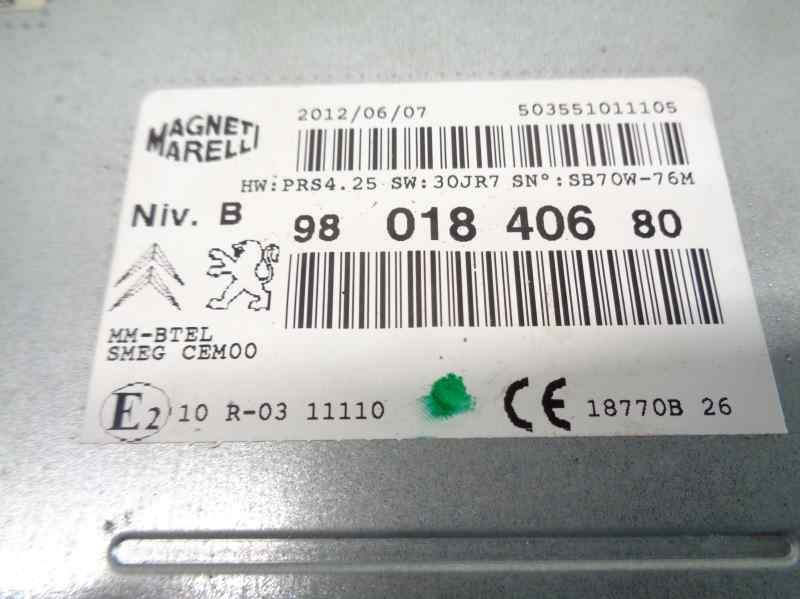 MAGNETI MARELLI
2012/06/07 503551011105
HW:PRS4.25 SW:30JR7 SN°:SB70W-76M
Niv. B 98 018 406 80
MM-BTEL
SMEG CEM00
E2 10 R-03 11110 CE 18770B 26